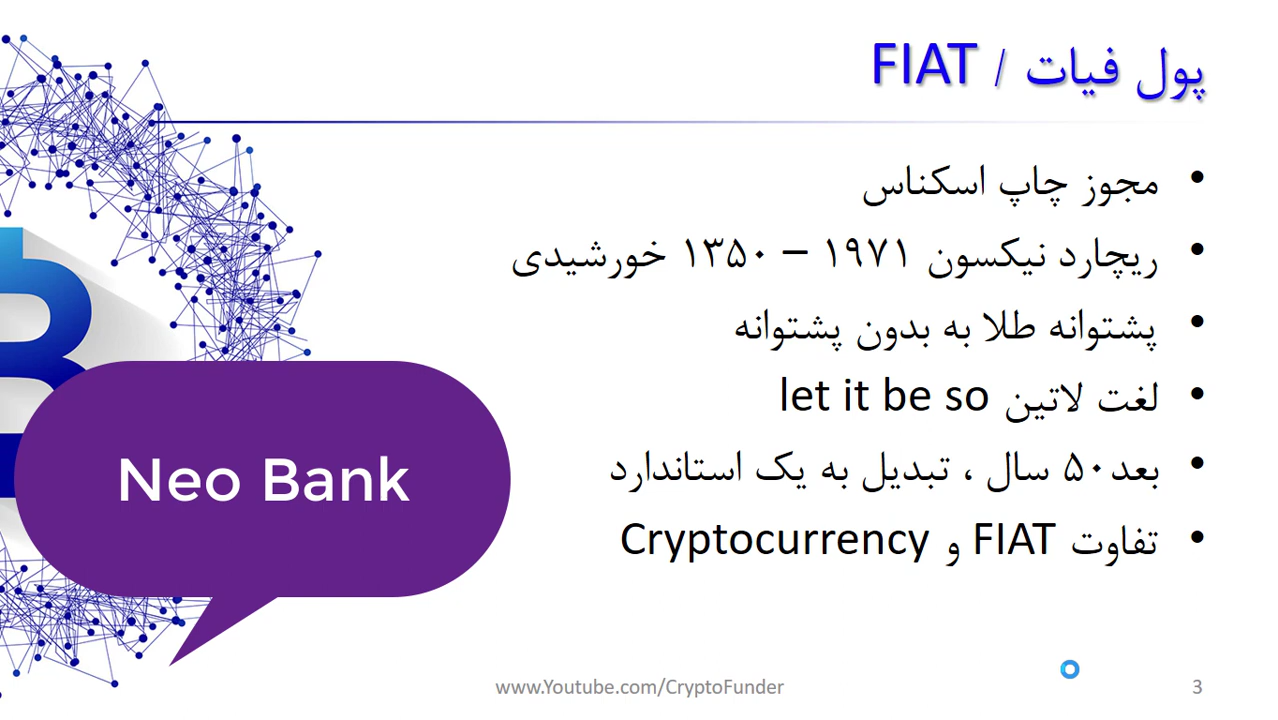 پول فیات / FIAT
• مجوز چاپ اسکناس
• ریچارد نیکسون ۱۹۷۱ – ۱۳۵۰ خورشیدی
• پشتوانه طلا به بدون پشتوانه
• لغت لاتین let it be so
• بعد۵۰ سال ، تبدیل به یک استاندارد
• تفاوت FIAT و Cryptocurrency
Neo Bank
www.Youtube.com/CryptoFunder
3